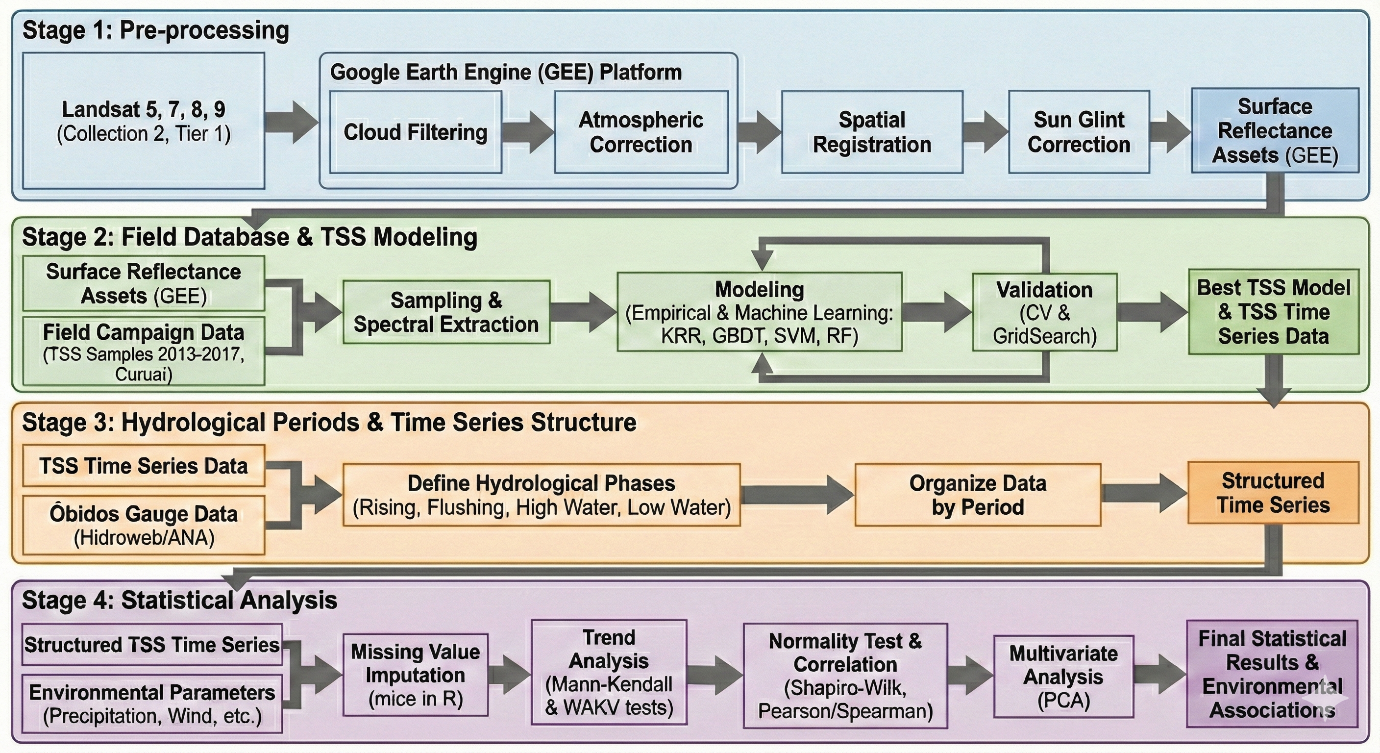 Stage 1: Pre-processing
Landsat 5, 7, 8, 9
(Collection 2, Tier 1)
Google Earth Engine (GEE) Platform
Cloud Filtering
Atmospheric
Correction
Spatial
Registration
Sun Glint
Correction
Surface
Reflectance
Assets (GEE)
Stage 2: Field Database & TSS Modeling
Surface Reflectance
Assets (GEE)
Field Campaign Data
(TSS Samples 2013-2017,
Curuai)
Sampling &
Spectral Extraction
Modeling
(Empirical & Machine Learning:
KRR, GBDT, SVM, RF)
Validation
(CV &
GridSearch)
Best TSS Model
& TSS Time
Series Data
Stage 3: Hydrological Periods & Time Series Structure
TSS Time Series Data
Ôbidos Gauge Data
(Hidroweb/ANA)
Define Hydrological Phases
(Rising, Flushing, High Water, Low Water)
Organize Data
by Period
Structured
Time Series
Stage 4: Statistical Analysis
Structured TSS Time Series
Environmental Parameters
(Precipitation, Wind, etc.)
Missing Value
Imputation
(mice in R)
Trend
Analysis
(Mann-Kendall
& WAKV tests)
Normality Test &
Correlation
(Shapiro-Wilk,
Pearson/Spearman)
Multivariate
Analysis
(PCA)
Final Statistical
Results &
Environmental
Associations